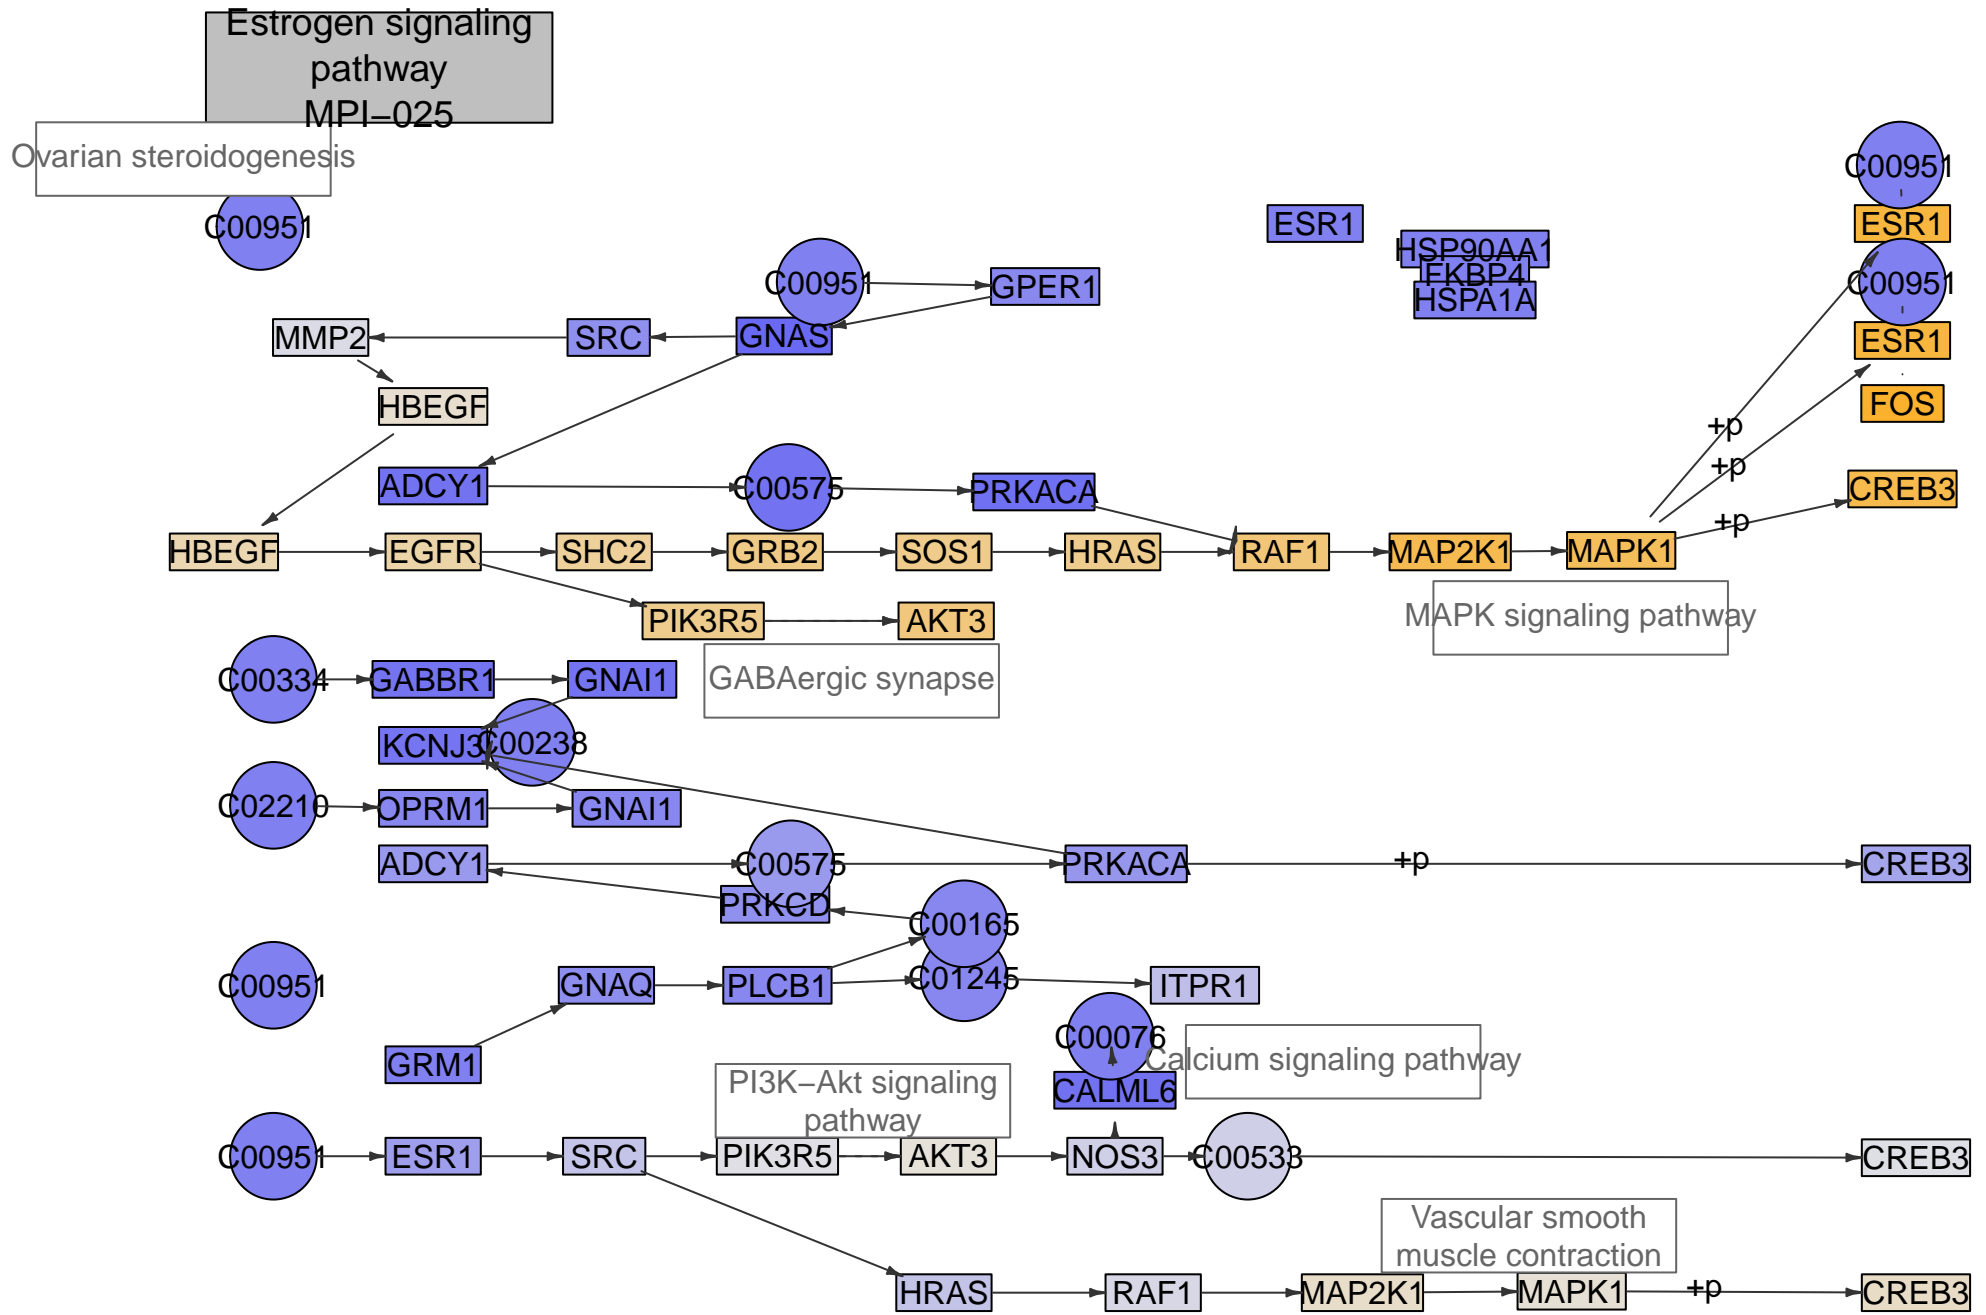 Estrogen signaling
pathway
MPI−025
Ovarian steroidogenesis
C00951
C00951
ESR1
C00951
ESR1
HSP90AA1
FKBP4
HSPA1A
C00951
GPER1
C00951
ESR1
MMP2
SRC
GNAS
HBEGF
FOS
+p
+p
ADCY1
C00575
PRKACA
CREB3
+p
HBEGF
EGFR
SHC2
GRB2
SOS1
HRAS
RAF1
MAP2K1
MAPK1
PIK3R5
AKT3
MAPK signaling pathway
C00334
GABBR1
GNAI1
GABAergic synapse
KCNJ3
C00238
C02210
OPRM1
GNAI1
ADCY1
C00575
PRKACA
+p
CREB3
PRKCD
C00165
C00951
GNAQ
PLCB1
C01245
ITPR1
C00076
Calcium signaling pathway
GRM1
PI3K−Akt signaling
pathway
CALML6
C00951
ESR1
SRC
PIK3R5
AKT3
NOS3
C00533
CREB3
Vascular smooth
muscle contraction
HRAS
RAF1
MAP2K1
MAPK1
+p
CREB3